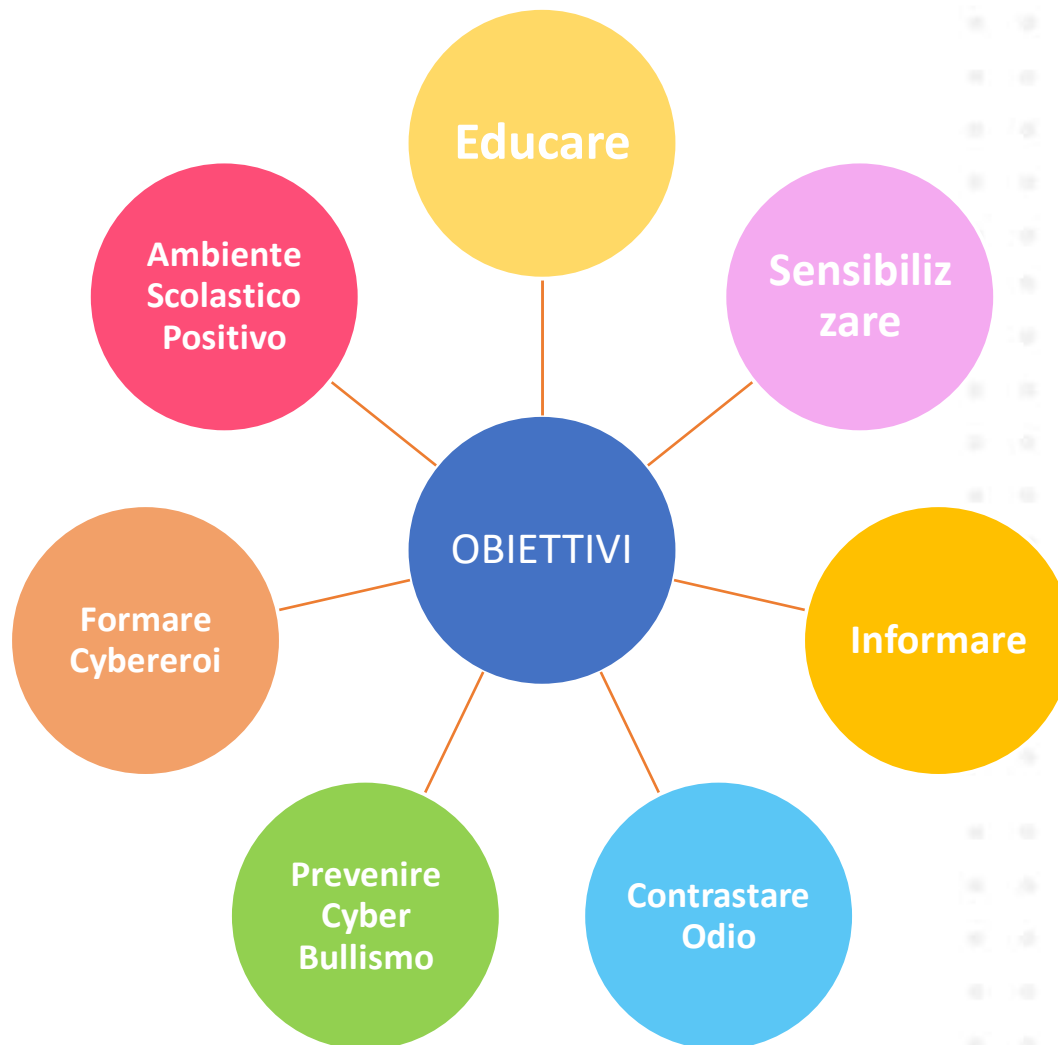 Educare
Sensibiliz
zare
Informare
Contrastare
Odio
Prevenire
Cyber
Bullismo
Formare
Cybereroi
Ambiente
Scolastico
Positivo
OBIETTIVI